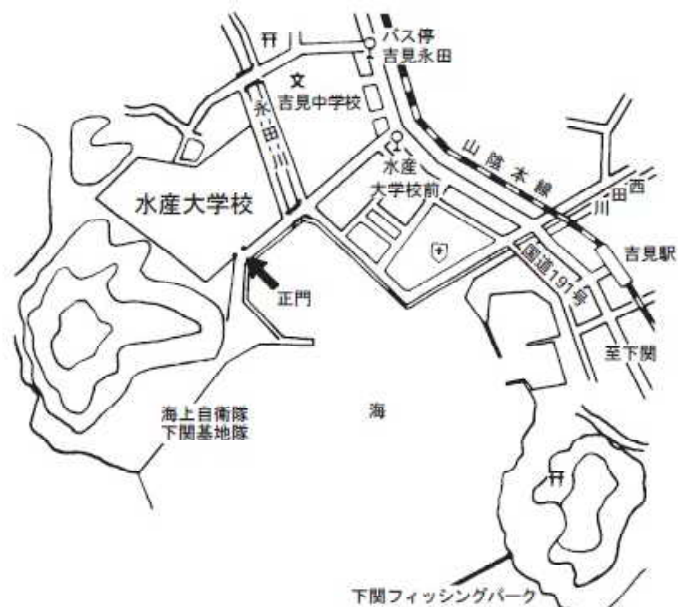 バス停
吉見永田
文
吉見中学校
永田川
山陰本線
水産
大学校前
水産大学校
西田川
吉見駅
国道191号
正門
至下関
海上自衛隊
下関基地隊
海
下関フィッシングパーク